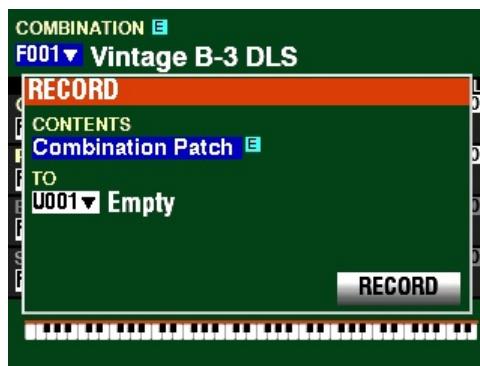 COMBINATION E
F001▼ Vintage B-3 DLS
RECORD
CONTENTS
Combination Patch E
TO
U001▼ Empty
RECORD